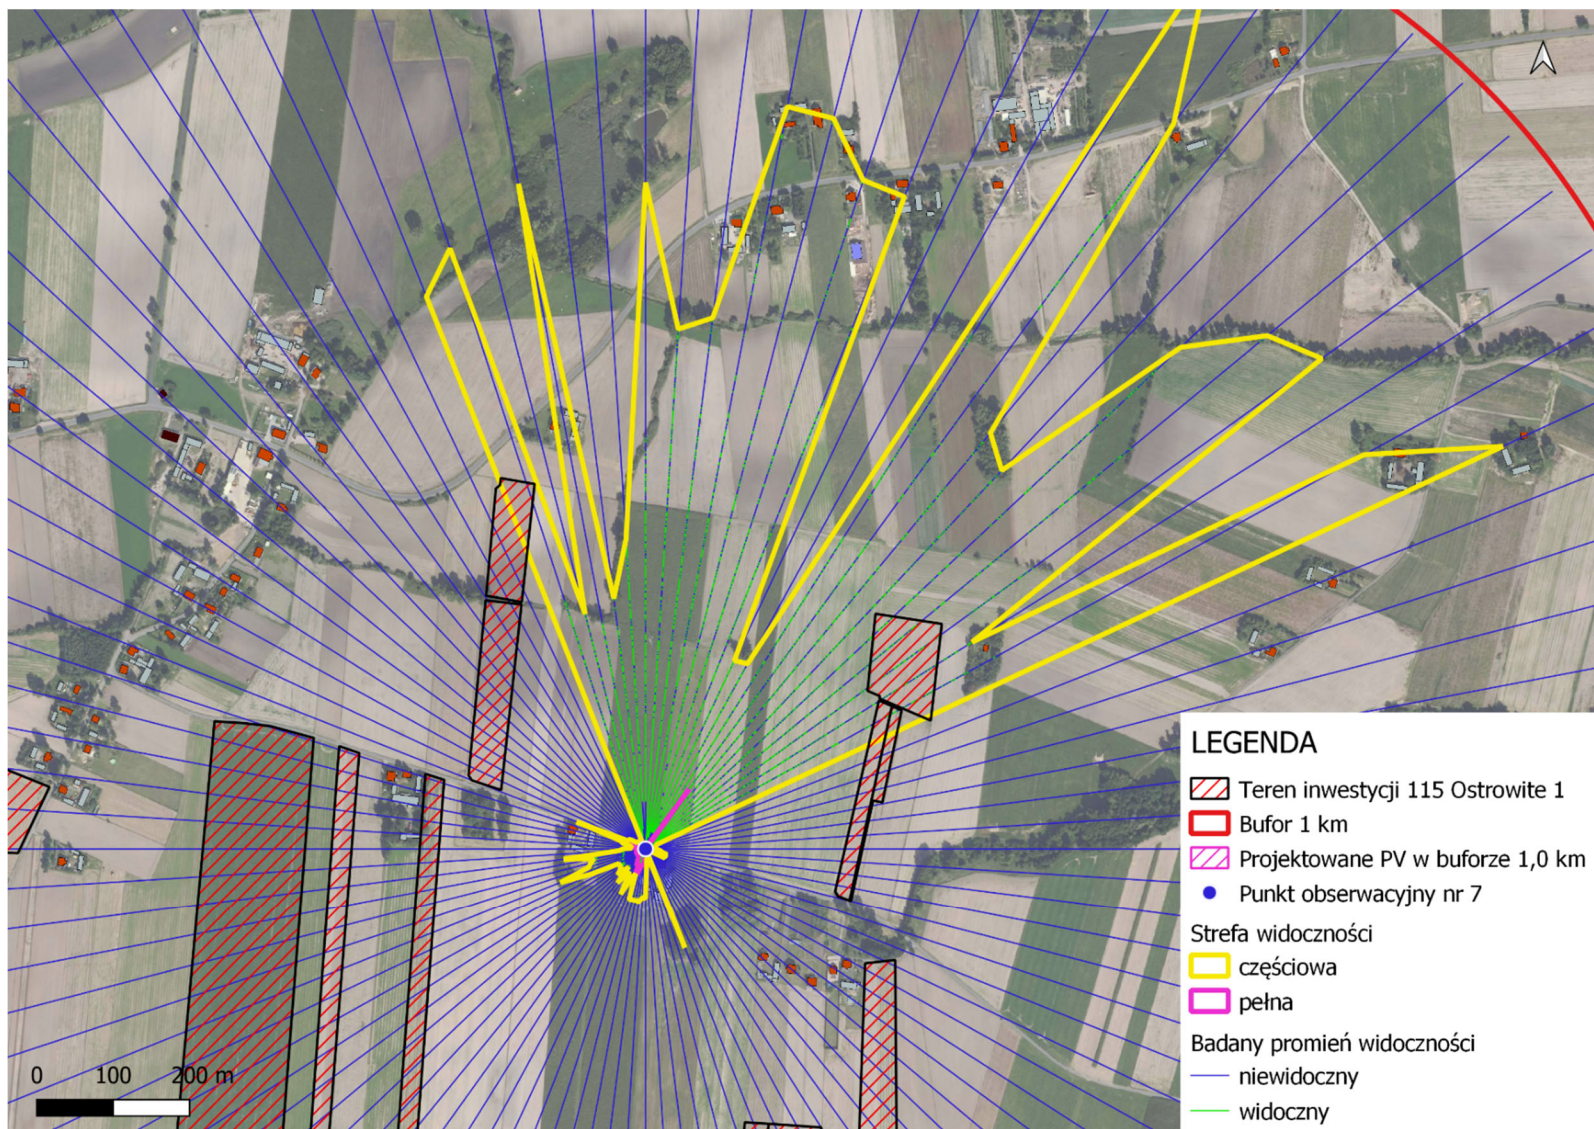 LEGENDA
Teren inwestycji 115 Ostrowite 1
Bufor 1 km
Projektowane PV w buforze 1,0 km
Punkt obserwacyjny nr 7
Strefa widoczności
częściowa
pełna
Badany promień widoczności
niewidoczny
widoczny
0 100 200 m